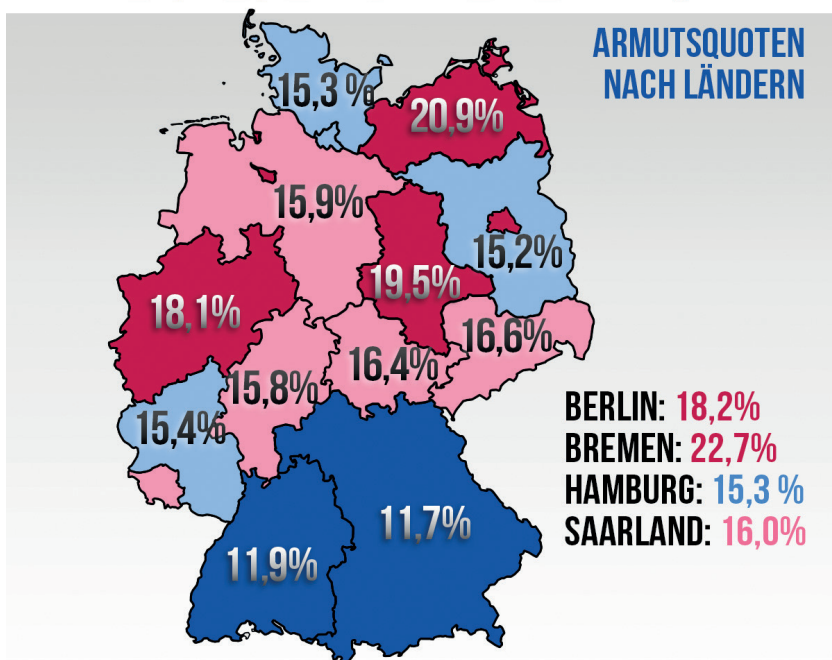 ARMUTSQUOTEN
NACH LÄNDERN
15,3 %
20,9%
15,9%
15,2%
19,5%
18,1%
16,6%
16,4%
15,8%
15,4%
BERLIN: 18,2%
BREMEN: 22,7%
HAMBURG: 15,3 %
SAARLAND: 16,0%
11,7%
11,9%